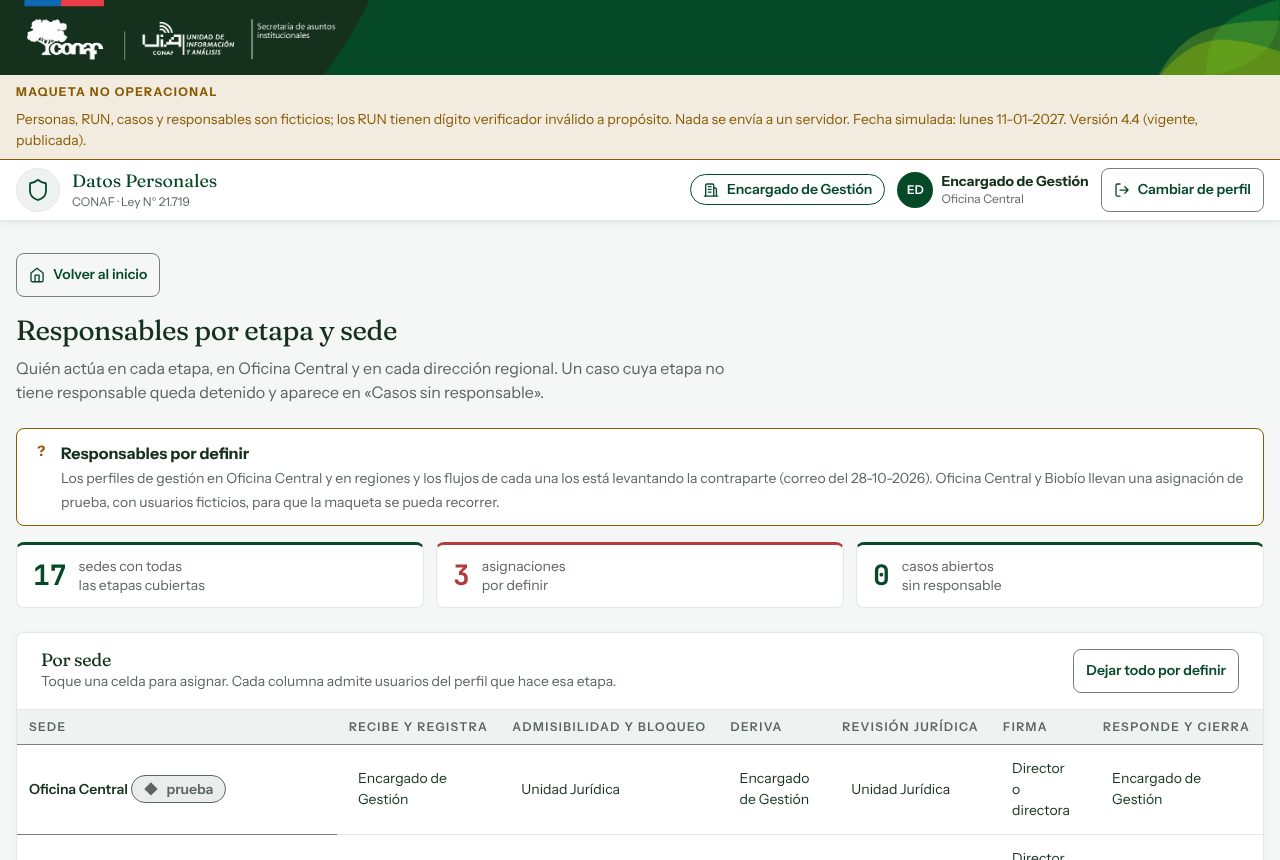 conaf
UIA
CONAF
UNIDAD DE
INFORMACIÓN
Y ANÁLISIS
Secretaría de asuntos
institucionales
MAQUETA NO OPERACIONAL
Personas, RUN, casos y responsables son ficticios; los RUN tienen dígito verificador inválido a propósito. Nada se envía a un servidor. Fecha simulada: lunes 11-01-2027. Versión 4.4 (vigente,
publicada).
Datos Personales
CONAF · Ley N° 21.719
Encargado de Gestión
ED
Encargado de Gestión
Oficina Central
Cambiar de perfil
Volver al inicio
Responsables por etapa y sede
Quién actúa en cada etapa, en Oficina Central y en cada dirección regional. Un caso cuya etapa no
tiene responsable queda detenido y aparece en «Casos sin responsable».
? Responsables por definir
Los perfiles de gestión en Oficina Central y en regiones y los flujos de cada una los está levantando la contraparte (correo del 28-10-2026). Oficina Central y Biobío llevan una asignación de
prueba, con usuarios ficticios, para que la maqueta se pueda recorrer.
17 sedes con todas
las etapas cubiertas
3 asignaciones
por definir
0 casos abiertos
sin responsable
Por sede
Toque una celda para asignar. Cada columna admite usuarios del perfil que hace esa etapa.
Dejar todo por definir
SEDE RECIBE Y REGISTRA ADMISIBILIDAD Y BLOQUEO DERIVA REVISIÓN JURÍDICA FIRMA RESPONDE Y CIERRA
Oficina Central prueba
Encargado de
Gestión
Unidad Jurídica
Encargado
de Gestión
Unidad Jurídica
Director
o
directora
Encargado de
Gestión
Director